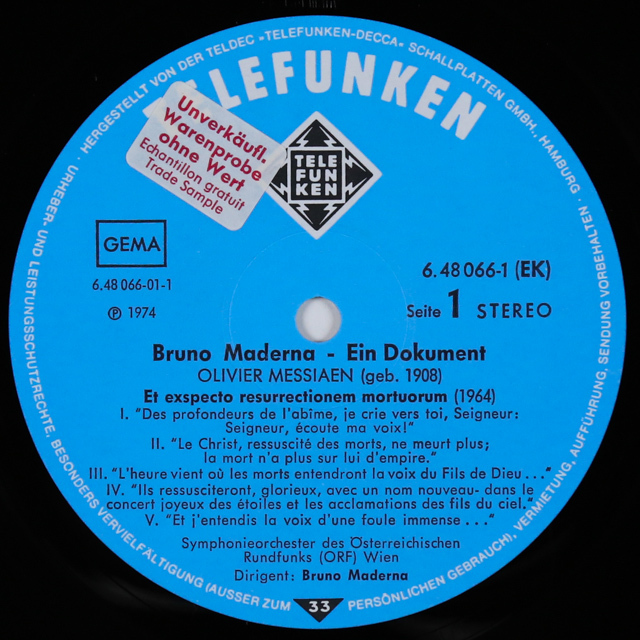 URHEBER- UND LEISTUNGSSCHUTZRECHTE, BESONDERS VERVIELFÄLTIGUNG (AUSSER ZUM PERSÖNLICHEN GEBRAUCH), VERMIETUNG, AUFFÜHRUNG, SENDUNG VORBEHALTEN
· HERGESTELLT VON DER TELDEC »TELEFUNKEN-DECCA« SCHALLPLATTEN GMBH., HAMBURG ·
TELEFUNKEN
Unverkäufl.
Warenprobe
ohne Wert
Echantillon gratuit
Trade Sample
TELE
FUN
KEN
GEMA
6.48 066-01-1
℗ 1974
6.48 066-1 (EK)
Seite 1 STEREO
Bruno Maderna - Ein Dokument
OLIVIER MESSIAEN (geb. 1908)
Et exspecto resurrectionem mortuorum (1964)
I. "Des profondeurs de l'abîme, je crie vers toi, Seigneur:
Seigneur, écoute ma voix!"
II. "Le Christ, ressuscité des morts, ne meurt plus;
la mort n'a plus sur lui d'empire."
III. "L'heure vient où les morts entendront la voix du Fils de Dieu . . ."
IV. "Ils ressusciteront, glorieux, avec un nom nouveau- dans le
concert joyeux des étoiles et les acclamations des fils du ciel."
V. "Et j'entendis la voix d'une foule immense . . ."
Symphonieorchester des Österreichischen
Rundfunks (ORF) Wien
Dirigent: Bruno Maderna
33